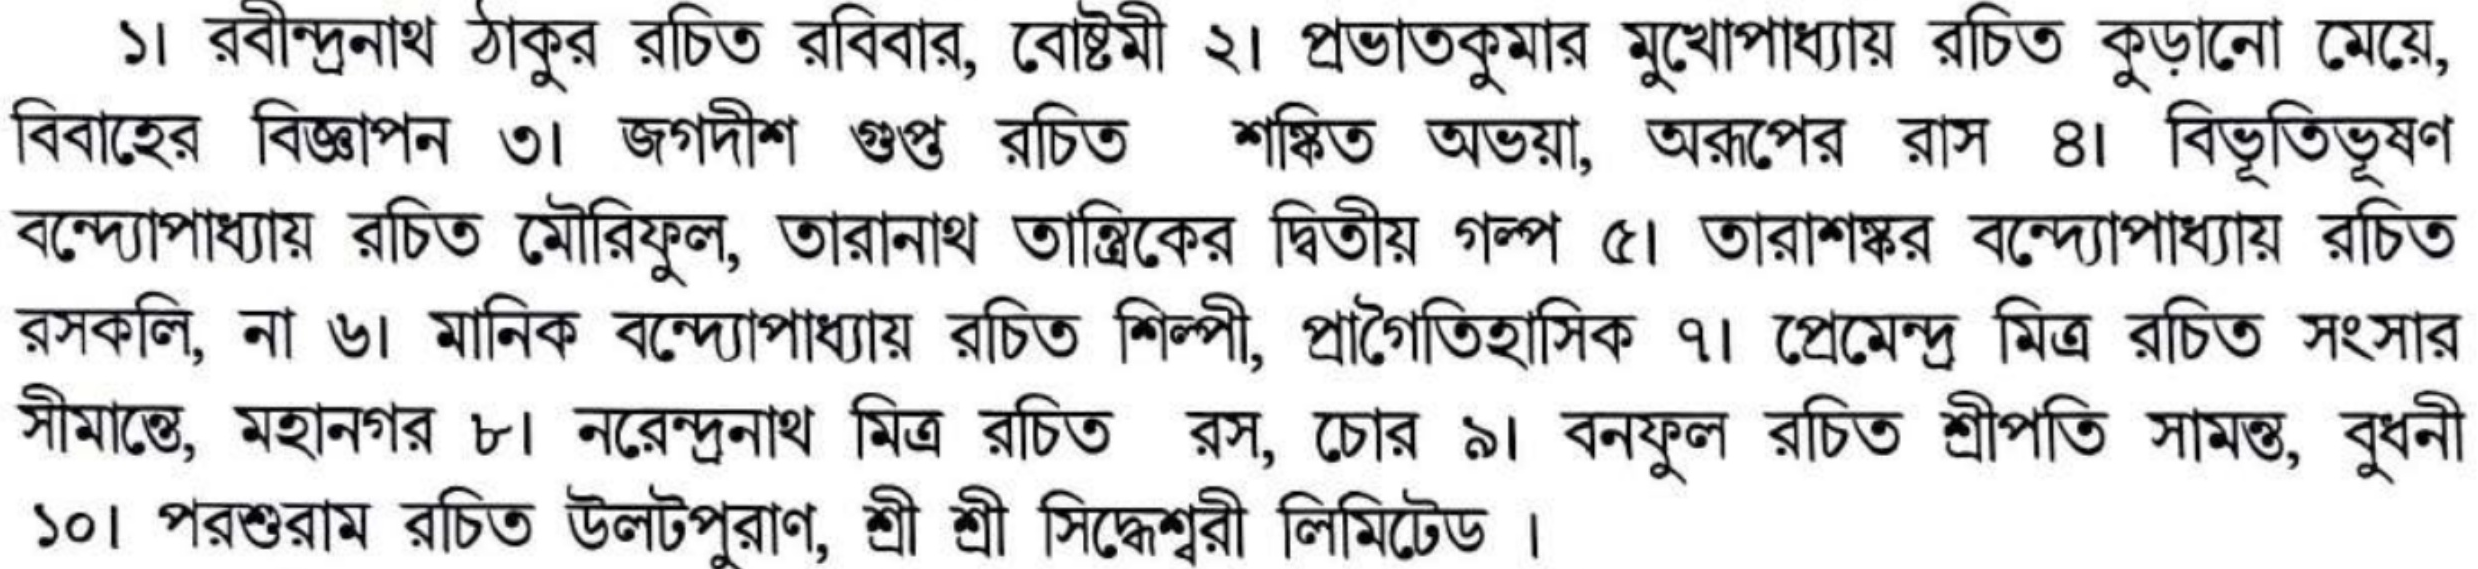 ১। রবীন্দ্রনাথ ঠাকুর রচিত রবিবার, বোষ্টমী ২। প্রভাতকুমার মুখোপাধ্যায় রচিত কুড়ানো মেয়ে,
বিবাহের বিজ্ঞাপন ৩। জগদীশ গুপ্ত রচিত শঙ্কিত অভয়া, অরূপের রাস ৪। বিভূতিভূষণ
বন্দ্যোপাধ্যায় রচিত মৌরিফুল, তারানাথ তান্ত্রিকের দ্বিতীয় গল্প ৫। তারাশঙ্কর বন্দ্যোপাধ্যায় রচিত
রসকলি, না ৬। মানিক বন্দ্যোপাধ্যায় রচিত শিল্পী, প্রাগৈতিহাসিক ৭। প্রেমেন্দ্র মিত্র রচিত সংসার
সীমান্তে, মহানগর ৮। নরেন্দ্রনাথ মিত্র রচিত রস, চোর ৯। বনফুল রচিত শ্রীপতি সামন্ত, বুধনী
১০। পরশুরাম রচিত উলটপুরাণ, শ্রী শ্রী সিদ্ধেশ্বরী লিমিটেড ।